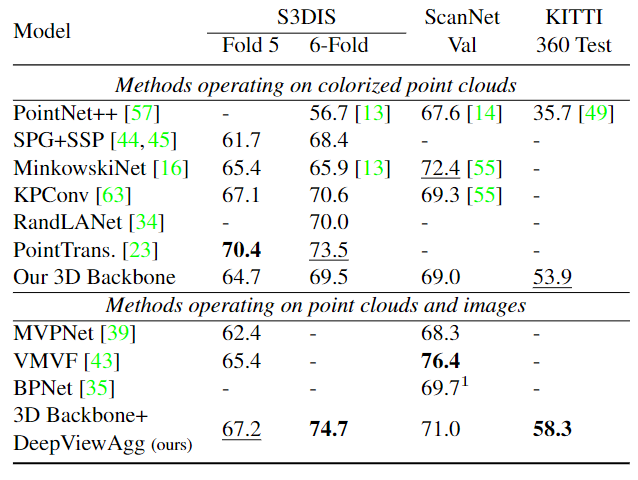 Model S3DIS ScanNet KITTI
Fold 5 6-Fold Val 360 Test
Methods operating on colorized point clouds
PointNet++ [57] - 56.7 [13] 67.6 [14] 35.7 [49]
SPG+SSP [44, 45] 61.7 68.4 - -
MinkowskiNet [16] 65.4 65.9 [13] 72.4 [55] -
KPConv [63] 67.1 70.6 69.3 [55] -
RandLANet [34] - 70.0 - -
PointTrans. [23] 70.4 73.5 - -
Our 3D Backbone 64.7 69.5 69.0 53.9
Methods operating on point clouds and images
MVPNet [39] 62.4 - 68.3 -
VMVF [43] 65.4 - 76.4 -
BPNet [35] - - 69.7¹ -
3D Backbone+
DeepViewAgg (ours) 67.2 74.7 71.0 58.3